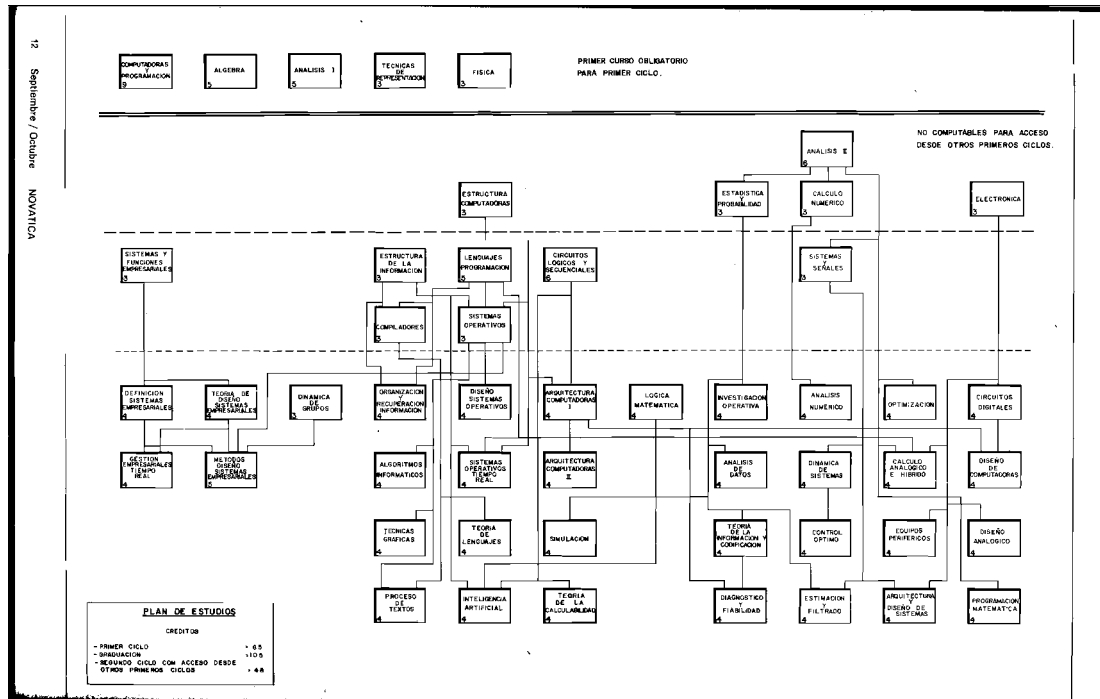 12 Septiembre / Octubre NOVATICA
COMPUTADORAS
Y
PROGRAMACION
9
ALGEBRA
5
ANALISIS I
5
TECNICAS
DE
REPRESENTACION
3
FISICA
3
PRIMER CURSO OBLIGATORIO
PARA PRIMER CICLO.
NO COMPUTABLES PARA ACCESO
DESDE OTROS PRIMEROS CICLOS.
ANALISIS II
6
ESTRUCTURA
COMPUTADORAS
3
ESTADISTICA
Y
PROBABILIDAD
3
CALCULO
NUMERICO
3
ELECTRONICA
3
SISTEMAS Y
FUNCIONES
EMPRESARIALES
3
ESTRUCTURA
DE LA
INFORMACION
3
LENGUAJES
PROGRAMACION
5
CIRCUITOS
LOGICOS Y
SECUENCIALES
6
SISTEMAS
Y
SEÑALES
3
COMPILADORES
3
SISTEMAS
OPERATIVOS
3
DEFINICION
SISTEMAS
EMPRESARIALES
4
TEORIA DE
DISEÑO
SISTEMAS
EMPRESARIALES
4
DINAMICA
DE
GRUPOS
3
ORGANIZACION
Y
RECUPERACION
INFORMACION
4
DISEÑO
SISTEMAS
OPERATIVOS
4
ARQUITECTURA
COMPUTADORAS
I
4
LOGICA
MATEMATICA
4
INVESTIGACION
OPERATIVA
4
ANALISIS
NUMERICO
4
OPTIMIZACION
4
CIRCUITOS
DIGITALES
4
GESTION
EMPRESARIALES
TIEMPO
REAL
4
METODOS
DISEÑO
SISTEMAS
EMPRESARIALES
5
ALGORITMOS
INFORMATICOS
4
SISTEMAS
OPERATIVOS
TIEMPO
REAL
4
ARQUITECTURA
COMPUTADORAS
II
4
ANALISIS
DE
DATOS
4
DINAMICA
DE
SISTEMAS
4
CALCULO
ANALOGICO
E HIBRIDO
4
DISEÑO
DE
COMPUTADORAS
4
TECNICAS
GRAFICAS
4
TEORIA
DE
LENGUAJES
4
SIMULACION
4
TEORIA
DE LA
INFORMACION Y
CODIFICACION
4
CONTROL
OPTIMO
4
EQUIPOS
PERIFERICOS
4
DISEÑO
ANALOGICO
4
PROCESO
DE
TEXTOS
4
INTELIGENCIA
ARTIFICIAL
4
TEORIA
DE LA
CALCULABILIDAD
4
DIAGNOSTICO
Y
FIABILIDAD
4
ESTIMACION
Y
FILTRADO
4
ARQUITECTURA
Y
DISEÑO DE
SISTEMAS
4
PROGRAMACION
MATEMATICA
4
PLAN DE ESTUDIOS
CREDITOS
- PRIMER CICLO
- GRADUACION
- SEGUNDO CICLO COM ACCESO DESDE
OTROS PRIMEROS CICLOS